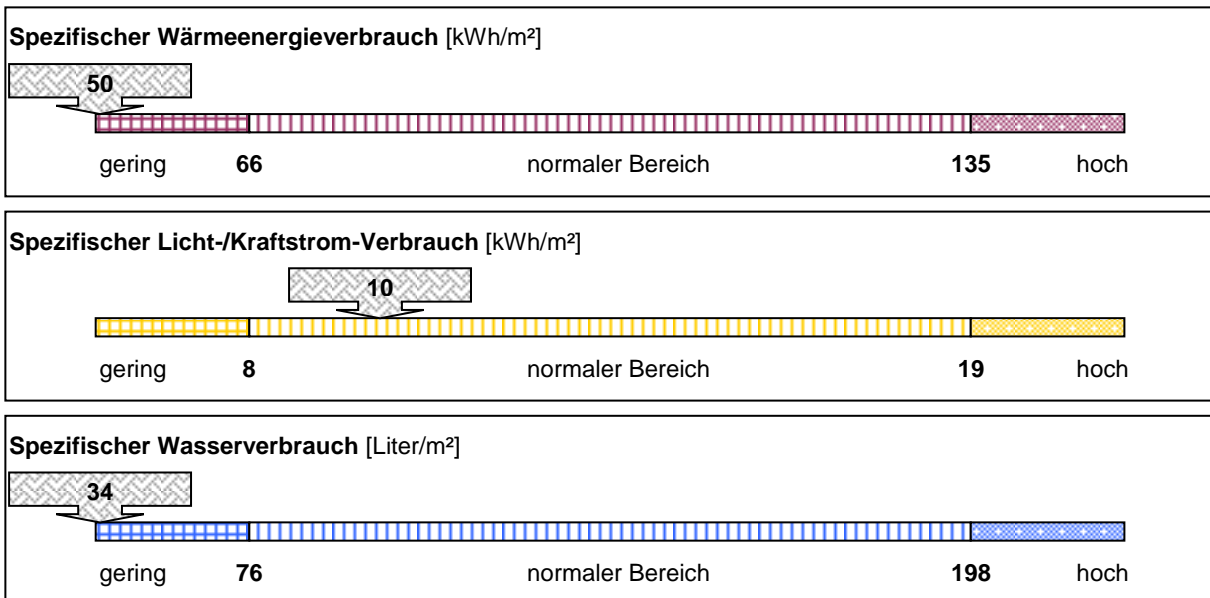 Spezifischer Wärmeenergieverbrauch [kWh/m²]
50
gering 66 normaler Bereich 135 hoch
Spezifischer Licht-/Kraftstrom-Verbrauch [kWh/m²]
10
gering 8 normaler Bereich 19 hoch
Spezifischer Wasserverbrauch [Liter/m²]
34
gering 76 normaler Bereich 198 hoch